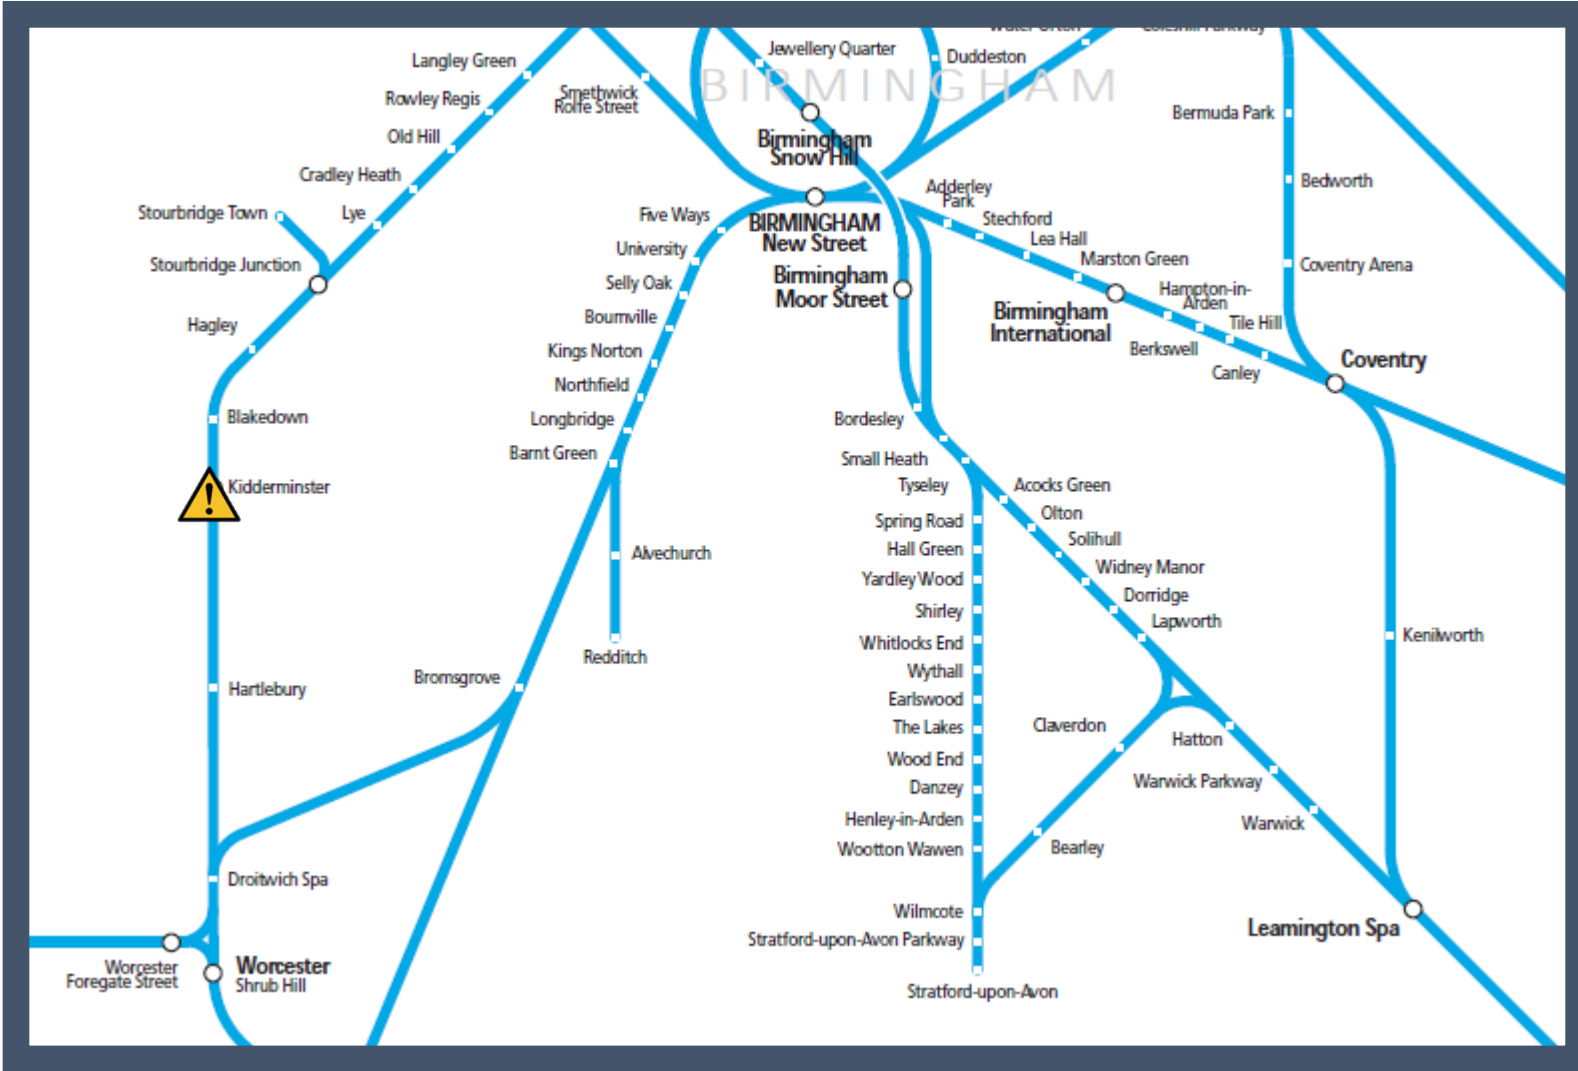 Water Orton
Coleshill Parkway
Jewellery Quarter
Duddeston
Langley Green
BIRMINGHAM
Rowley Regis
Smethwick
Rolfe Street
Bermuda Park
Old Hill
Birmingham
Snow Hill
Cradley Heath
Adderley
Park
Bedworth
Stourbridge Town
Lye
Five Ways
BIRMINGHAM
New Street
Stechford
Lea Hall
University
Marston Green
Stourbridge Junction
Coventry Arena
Selly Oak
Birmingham
Moor Street
Hampton-in-
Arden
Birmingham
International
Hagley
Bournville
Tile Hill
Kings Norton
Berkswell
Coventry
Canley
Northfield
Blakedown
Longbridge
Bordesley
Barnt Green
Small Heath
!
Kidderminster
Tyseley
Acocks Green
Spring Road
Olton
Hall Green
Solihull
Alvechurch
Yardley Wood
Widney Manor
Shirley
Dorridge
Lapworth
Whitlocks End
Kenilworth
Redditch
Wythall
Bromsgrove
Hartlebury
Earlswood
The Lakes
Claverdon
Hatton
Wood End
Warwick Parkway
Danzey
Henley-in-Arden
Warwick
Wootton Wawen
Bearley
Droitwich Spa
Wilmcote
Leamington Spa
Stratford-upon-Avon Parkway
Worcester
Foregate Street
Worcester
Shrub Hill
Stratford-upon-Avon